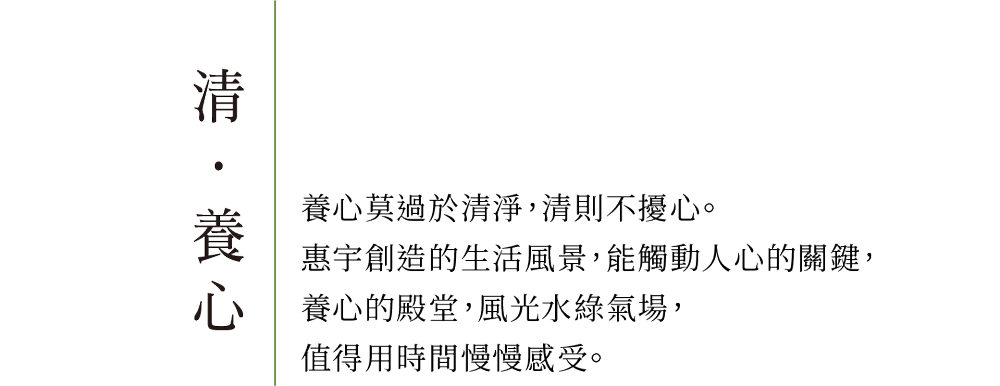 清·養心
養心莫過於清淨,清則不擾心。
惠宇創造的生活風景,能觸動人心的關鍵,
養心的殿堂,風光水綠氣場,
值得用時間慢慢感受。